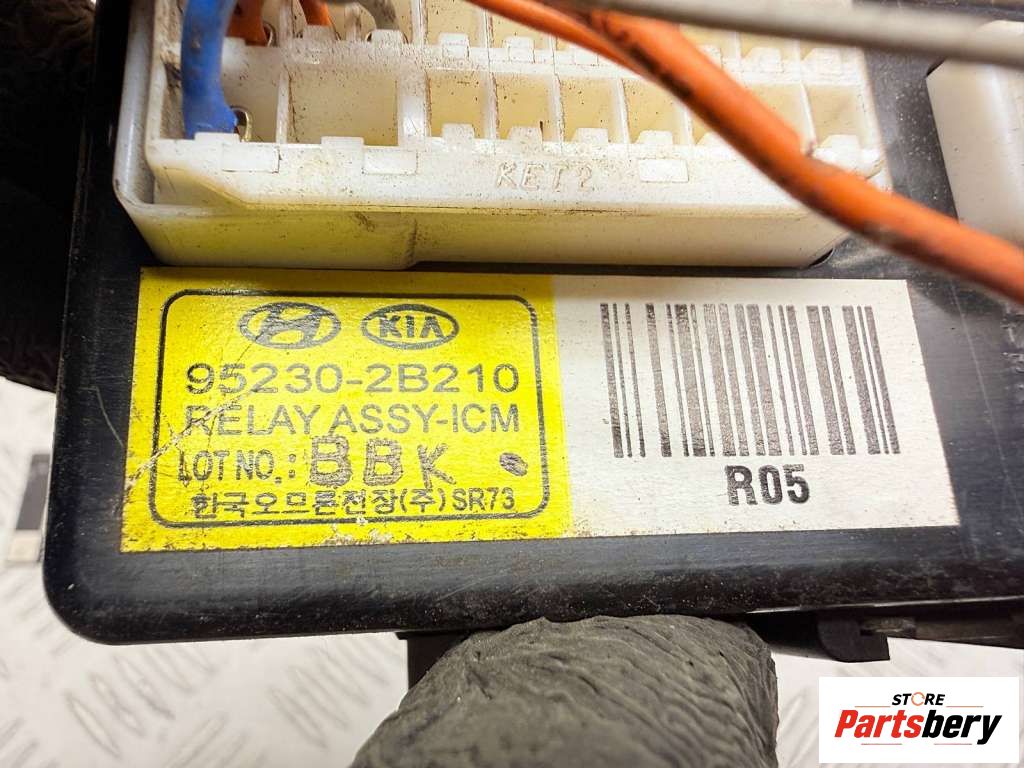 KET2
KIA
95230-2B210
RELAY ASSY-ICM
LOT NO.: BBK
한국오므론전장(주) SR73
R05
STORE
Partsbery